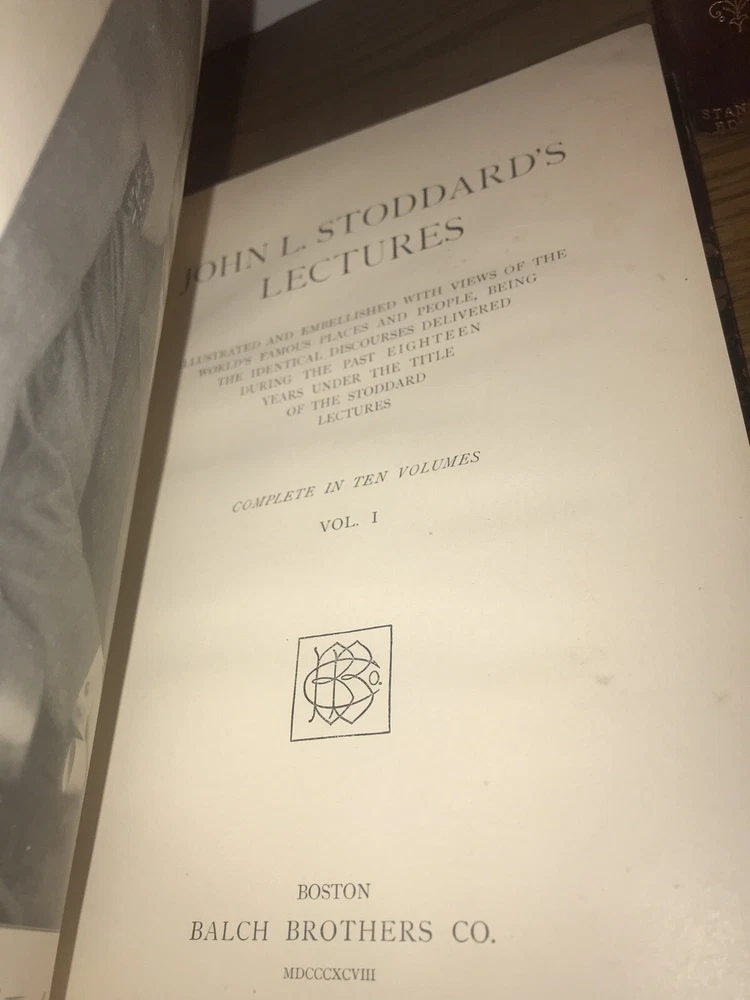 JOHN L. STODDARD'S
LECTURES
ILLUSTRATED AND EMBELLISHED WITH VIEWS OF THE
WORLD'S FAMOUS PLACES AND PEOPLE, BEING
THE IDENTICAL DISCOURSES DELIVERED
DURING THE PAST EIGHTEEN
YEARS UNDER THE TITLE
OF THE STODDARD
LECTURES
COMPLETE IN TEN VOLUMES
VOL. I
BOSTON
BALCH BROTHERS CO.
MDCCCXCVIII